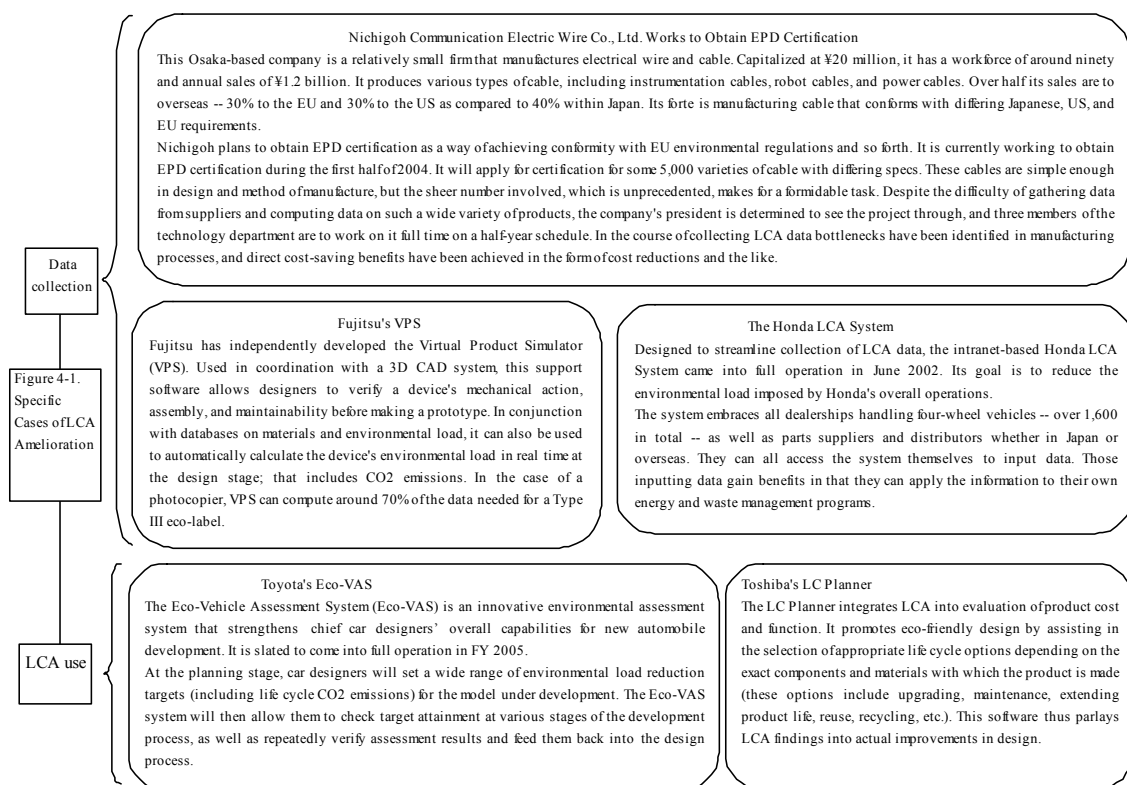 Nichigoh Communication Electric Wire Co., Ltd. Works to Obtain EPD Certification
This Osaka-based company is a relatively small firm that manufactures electrical wire and cable. Capitalized at ¥20 million, it has a workforce of around ninety
and annual sales of ¥1.2 billion. It produces various types of cable, including instrumentation cables, robot cables, and power cables. Over half its sales are to
overseas -- 30% to the EU and 30% to the US as compared to 40% within Japan. Its forte is manufacturing cable that conforms with differing Japanese, US, and
EU requirements.
Nichigoh plans to obtain EPD certification as a way of achieving conformity with EU environmental regulations and so forth. It is currently working to obtain
EPD certification during the first half of 2004. It will apply for certification for some 5,000 varieties of cable with differing specs. These cables are simple enough
in design and method of manufacture, but the sheer number involved, which is unprecedented, makes for a formidable task. Despite the difficulty of gathering data
from suppliers and computing data on such a wide variety of products, the company's president is determined to see the project through, and three members of the
technology department are to work on it full time on a half-year schedule. In the course of collecting LCA data bottlenecks have been identified in manufacturing
processes, and direct cost-saving benefits have been achieved in the form of cost reductions and the like.
Data
collection
Fujitsu's VPS
Fujitsu has independently developed the Virtual Product Simulator
(VPS). Used in coordination with a 3D CAD system, this support
software allows designers to verify a device's mechanical action,
assembly, and maintainability before making a prototype. In conjunction
with databases on materials and environmental load, it can also be used
to automatically calculate the device's environmental load in real time at
the design stage; that includes CO2 emissions. In the case of a
photocopier, VPS can compute around 70% of the data needed for a Type
III eco-label.
The Honda LCA System
Designed to streamline collection of LCA data, the intranet-based Honda LCA
System came into full operation in June 2002. Its goal is to reduce the
environmental load imposed by Honda's overall operations.
The system embraces all dealerships handling four-wheel vehicles -- over 1,600
in total -- as well as parts suppliers and distributors whether in Japan or
overseas. They can all access the system themselves to input data. Those
inputting data gain benefits in that they can apply the information to their own
energy and waste management programs.
Figure 4-1.
Specific
Cases of LCA
Amelioration
Toyota's Eco-VAS
The Eco-Vehicle Assessment System (Eco-VAS) is an innovative environmental assessment
system that strengthens chief car designers' overall capabilities for new automobile
development. It is slated to come into full operation in FY 2005.
At the planning stage, car designers will set a wide range of environmental load reduction
targets (including life cycle CO2 emissions) for the model under development. The Eco-VAS
system will then allow them to check target attainment at various stages of the development
process, as well as repeatedly verify assessment results and feed them back into the design
process.
Toshiba's LC Planner
The LC Planner integrates LCA into evaluation of product cost
and function. It promotes eco-friendly design by assisting in
the selection of appropriate life cycle options depending on the
exact components and materials with which the product is made
(these options include upgrading, maintenance, extending
product life, reuse, recycling, etc.). This software thus parlays
LCA findings into actual improvements in design.
LCA use